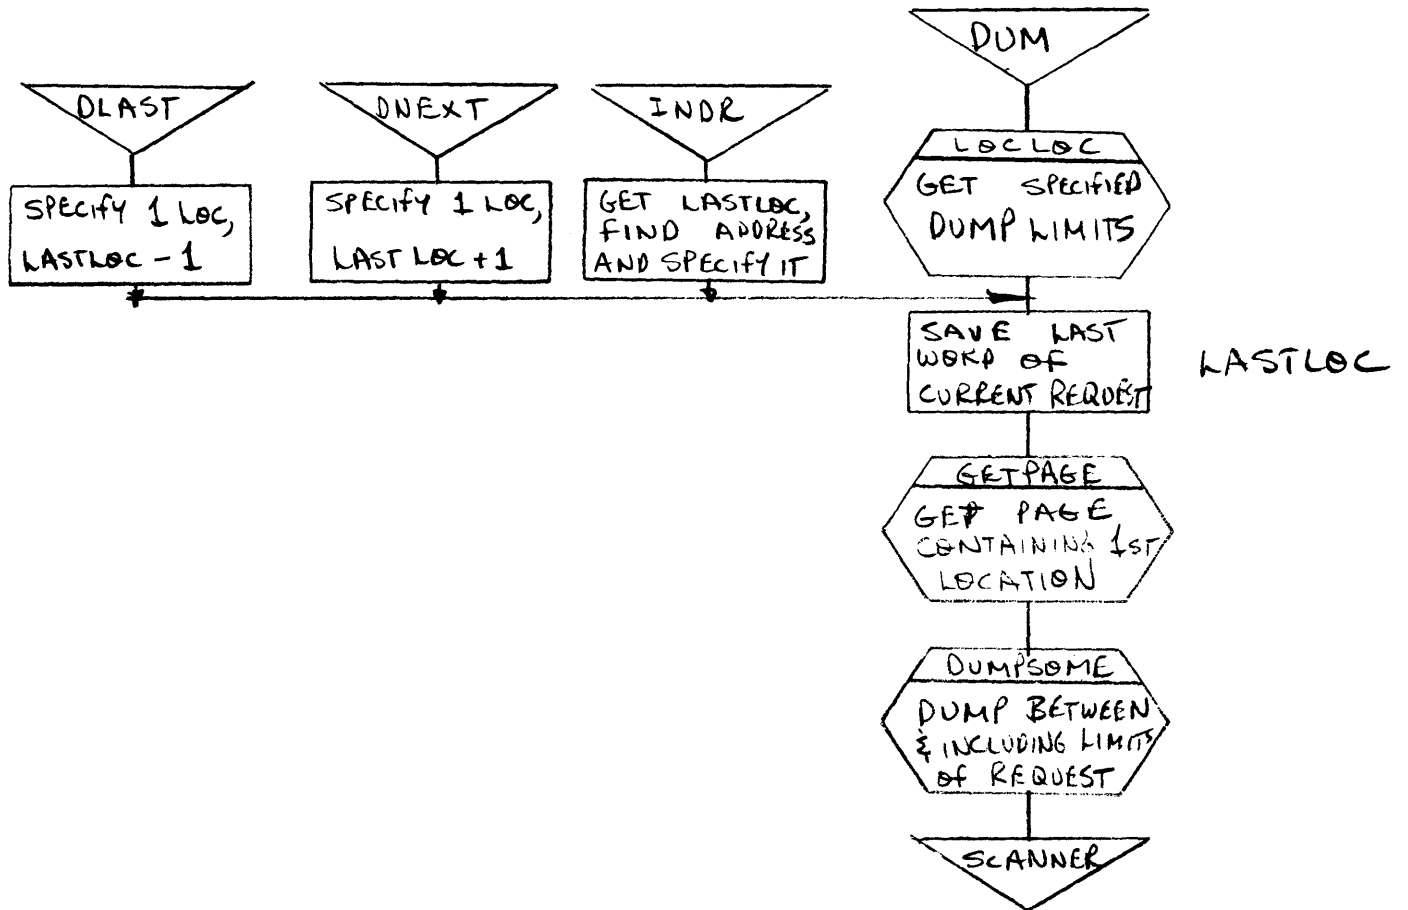 DUM
DLAST
DNEXT
INDR
LOCLOC
GET SPECIFIED
DUMP LIMITS
SPECIFY 1 LOC,
LASTLOC - 1
SPECIFY 1 LOC,
LAST LOC + 1
GET LASTLOC,
FIND ADDRESS
AND SPECIFY IT
SAVE LAST
WORD OF
CURRENT REQUEST
LASTLOC
GETPAGE
GET PAGE
CONTAINING 1ST
LOCATION
DUMPSOME
DUMP BETWEEN
& INCLUDING LIMITS
OF REQUEST
SCANNER